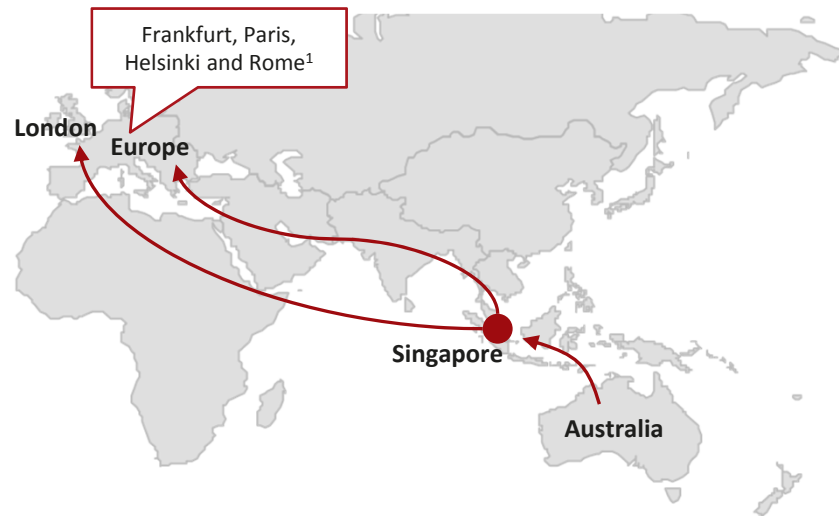 Frankfurt, Paris,
Helsinki and Rome¹
London
Europe
Singapore
Australia